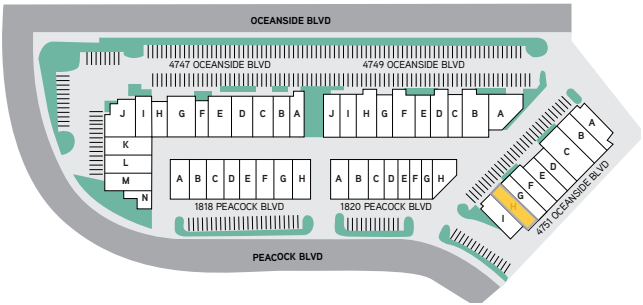 OCEANSIDE BLVD
4747 OCEANSIDE BLVD 4749 OCEANSIDE BLVD
J I H G F E D C B A J I H G F E D C B A
K
L
M
N
A B C D E F G H A B C D E F G H
1818 PEACOCK BLVD 1820 PEACOCK BLVD
A
B
C
D
E
F
G
H
I
4751 OCEANSIDE BLVD
PEACOCK BLVD